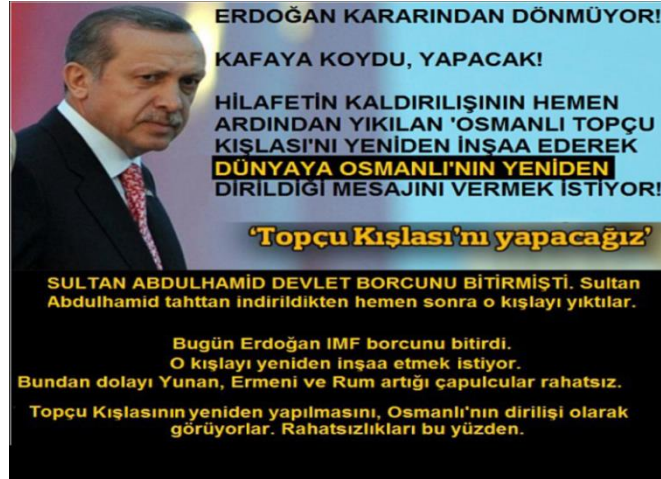 ERDOĞAN KARARINDAN DÖNMÜYOR!
KAFAYA KOYDU, YAPACAK!
HİLAFETİN KALDIRILIŞININ HEMEN
ARDINDAN YIKILAN 'OSMANLI TOPÇU
KIŞLASI'NI YENİDEN İNŞAA EDEREK
DÜNYAYA OSMANLI'NIN YENİDEN
DİRİLDİĞİ MESAJINI VERMEK İSTİYOR!
‘Topçu Kışlası’nı yapacağız’
SULTAN ABDULHAMİD DEVLET BORCUNU BİTİRMİŞTİ. Sultan
Abdulhamid tahttan indirildikten hemen sonra o kışlayı yıktılar.
Bugün Erdoğan IMF borcunu bitirdi.
O kışlayı yeniden inşaa etmek istiyor.
Bundan dolayı Yunan, Ermeni ve Rum artığı çapulcular rahatsız.
Topçu Kışlasının yeniden yapılmasını, Osmanlı'nın dirilişi olarak
görüyorlar. Rahatsızlıkları bu yüzden.